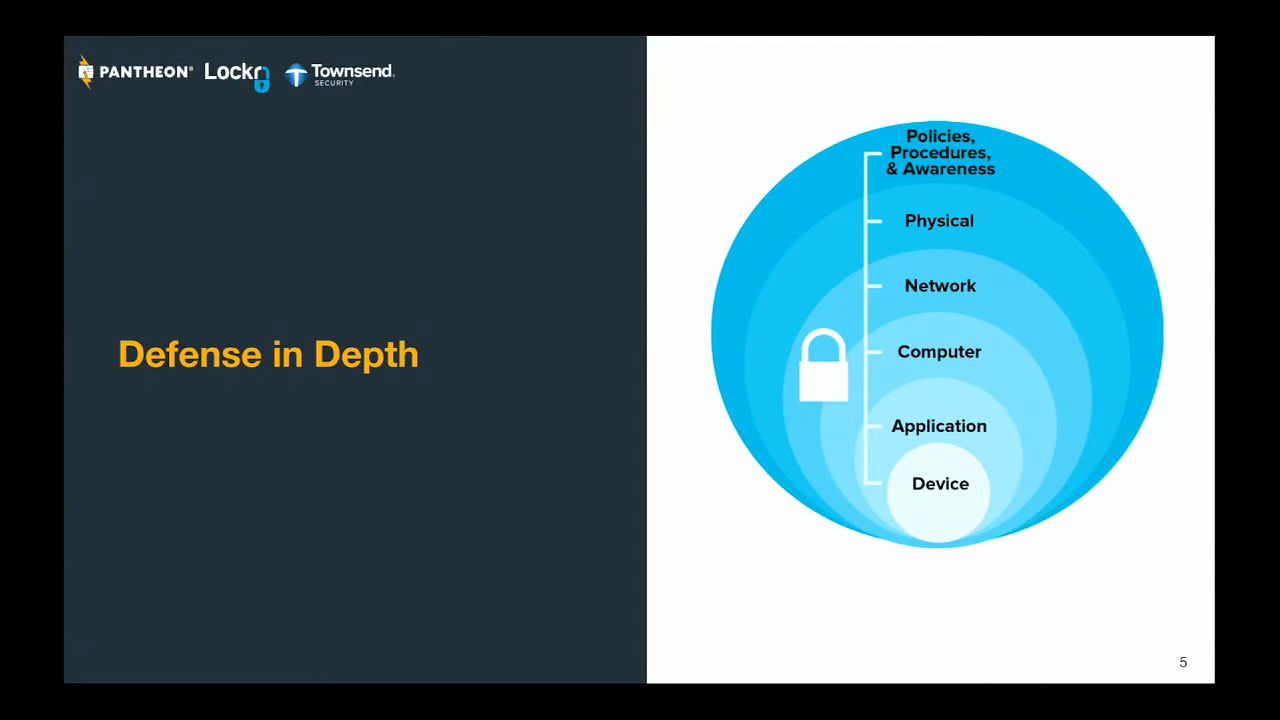 PANTHEON®
Lockr
Townsend®
SECURITY
Defense in Depth
Policies,
Procedures,
& Awareness
Physical
Network
Computer
Application
Device
5